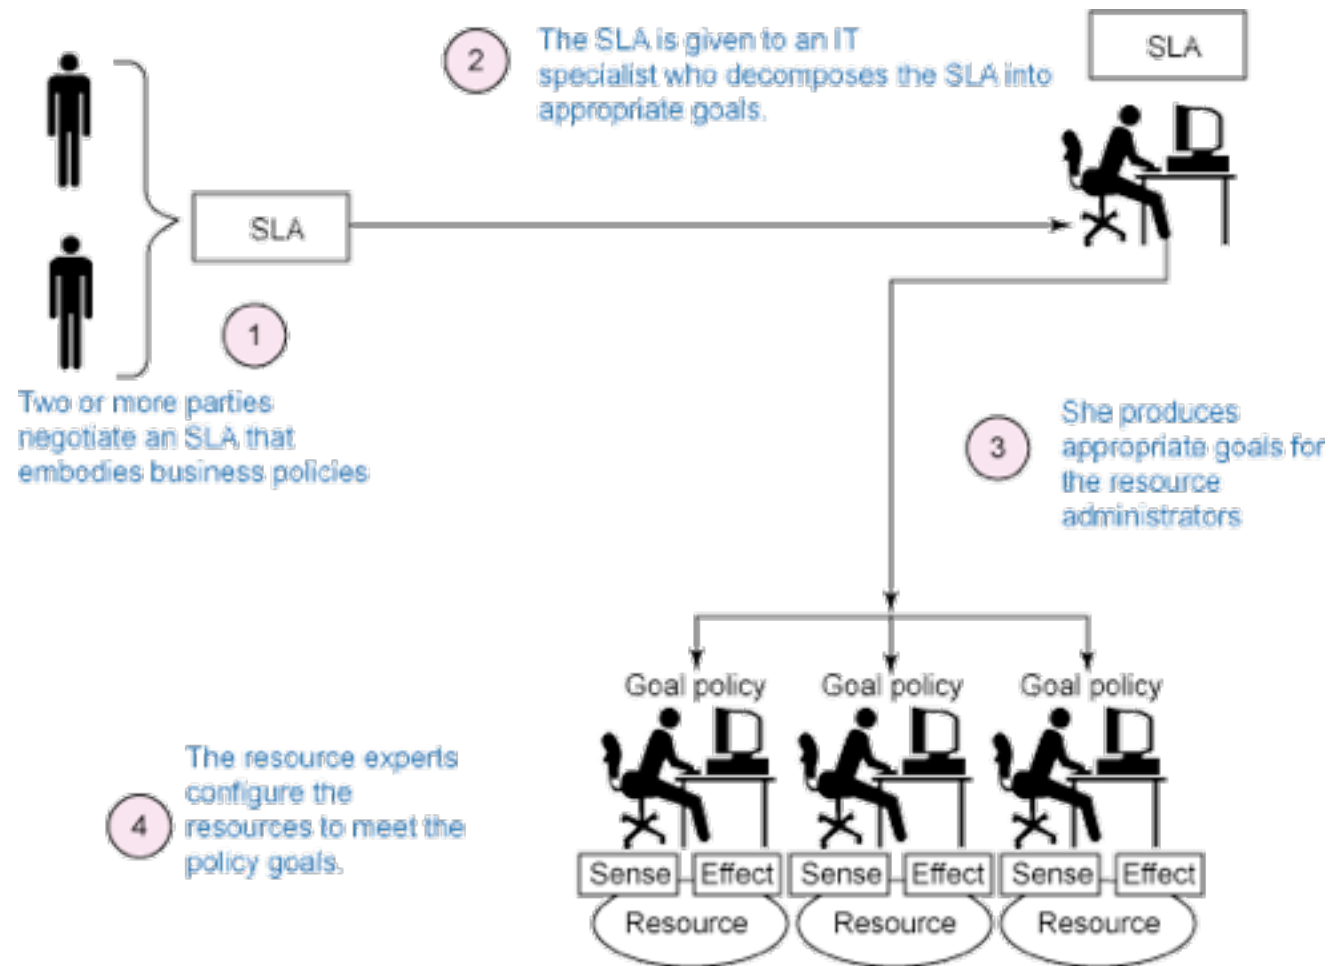 2
The SLA is given to an IT
specialist who decomposes the SLA into
appropriate goals.
SLA
SLA
1
Two or more parties
negotiate an SLA that
embodies business policies
3
She produces
appropriate goals for
the resource
administrators
Goal policy
Goal policy
Goal policy
4
The resource experts
configure the
resources to meet the
policy goals.
Sense
Effect
Sense
Effect
Sense
Effect
Resource
Resource
Resource